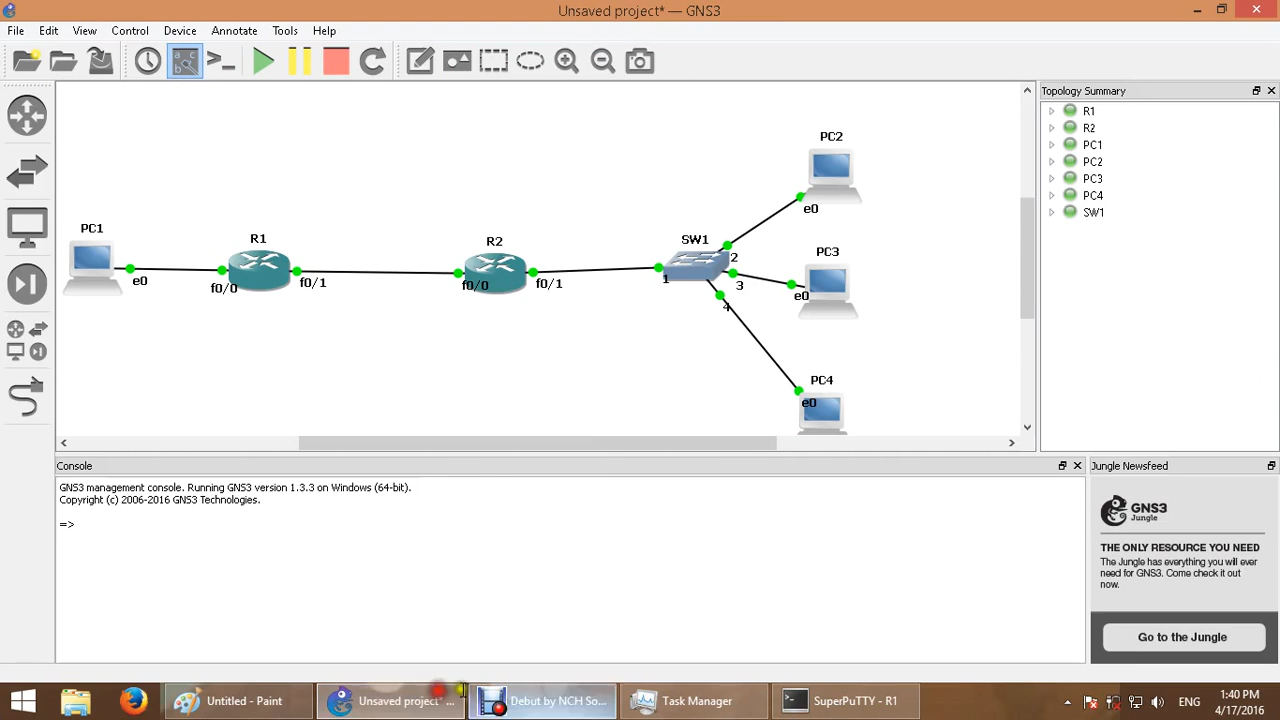 Unsaved project* — GNS3
File Edit View Control Device Annotate Tools Help
Topology Summary
R1
R2
PC1
PC2
PC3
PC4
SW1
PC2
e0
PC1
R1
R2
SW1
PC3
e0
f0/0
f0/1
f0/0
f0/1
1
2
3
4
e0
PC4
e0
Console
GNS3 management console. Running GNS3 version 1.3.3 on Windows (64-bit).
Copyright (c) 2006-2016 GNS3 Technologies.
=>
Jungle Newsfeed
GNS3
Jungle
THE ONLY RESOURCE YOU NEED
The Jungle has everything you will ever
need for GNS3. Come check it out
now.
Go to the Jungle
Untitled - Paint
Unsaved project* ...
Debut by NCH So...
Task Manager
SuperPuTTY - R1
ENG
1:40 PM
4/17/2016